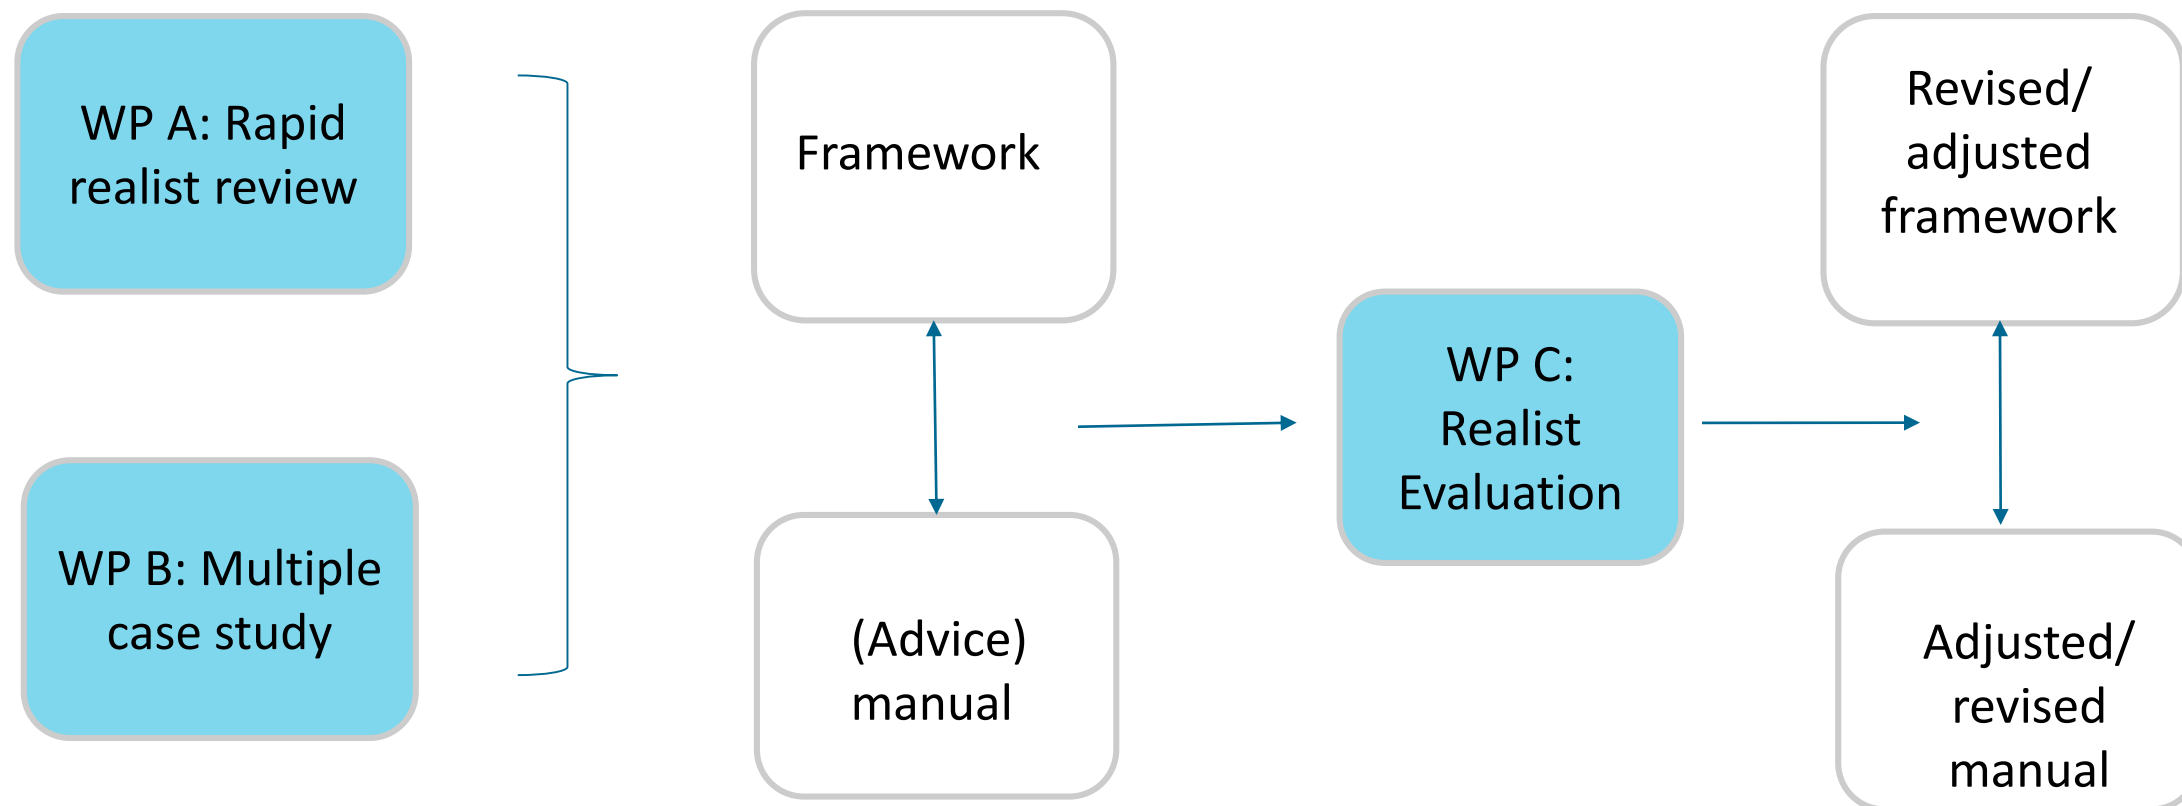 WP A: Rapid
realist review
WP B: Multiple
case study
Framework
(Advice)
manual
WP C:
Realist
Evaluation
Revised/
adjusted
framework
Adjusted/
revised
manual